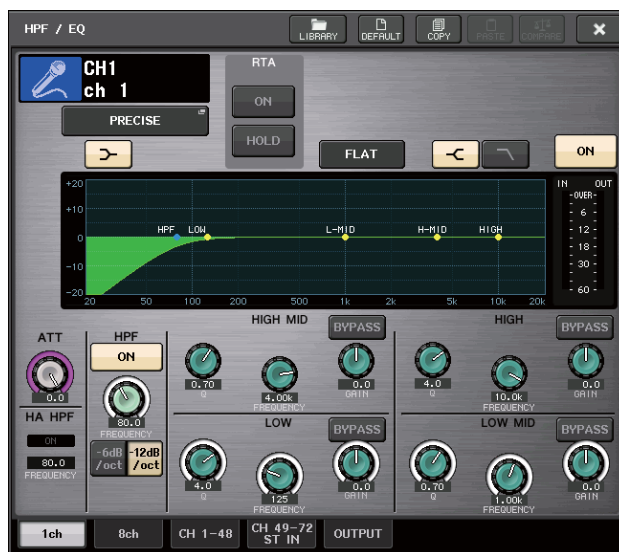 HPF / EQ
LIBRARY DEFAULT COPY PASTE COMPARE
CH1
ch 1
PRECISE
RTA
ON
HOLD
FLAT
ON
IN OUT
-OVER-
6
12
18
30
60
+20
+10
0
-10
-20
HPF LOW L-MID H-MID HIGH
20 50 100 200 500 1k 2k 5k 10k 20k
ATT
0.0
HA HPF
ON
80.0
FREQUENCY
HPF
ON
80.0
FREQUENCY
-6dB /oct
-12dB /oct
HIGH MID
BYPASS
0.70
Q
4.00k
FREQUENCY
0.0
GAIN
HIGH
BYPASS
4.0
Q
10.0k
FREQUENCY
0.0
GAIN
LOW
BYPASS
4.0
Q
125
FREQUENCY
0.0
GAIN
LOW MID
BYPASS
0.70
Q
1.00k
FREQUENCY
0.0
GAIN
1ch 8ch CH 1-48 CH 49-72 ST IN OUTPUT